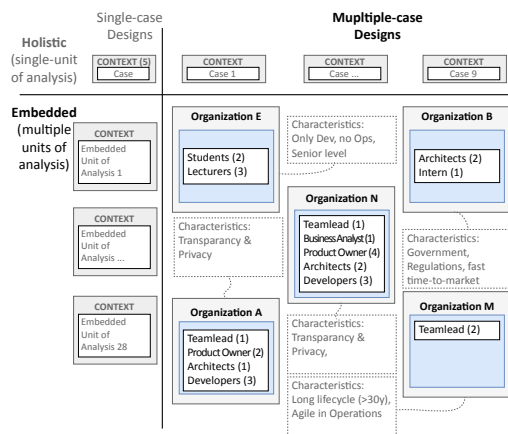 Single-case
Designs
Mupltiple-case
Designs
Holistic
(single-unit
of analysis)
CONTEXT (5)
Case
CONTEXT
Case 1
CONTEXT
Case ...
CONTEXT
Case 9
Embedded
(multiple
units of
analysis)
CONTEXT
Embedded
Unit of
Analysis 1
CONTEXT
Embedded
Unit of
Analysis ...
CONTEXT
Embedded
Unit of
Analysis 28
Organization E
Students (2)
Lecturers (3)
Characteristics:
Only Dev, no Ops,
Senior level
Organization B
Architects (2)
Intern (1)
Organization N
Teamlead (1)
Business Analyst (1)
Product Owner (4)
Architects (2)
Developers (3)
Characteristics:
Transparancy &
Privacy
Characteristics:
Government,
Regulations, fast
time-to-market
Organization A
Teamlead (1)
Product Owner (2)
Architects (1)
Developers (3)
Characteristics:
Transparancy &
Privacy,
Organization M
Teamlead (2)
Characteristics:
Long lifecycle (>30y),
Agile in Operations